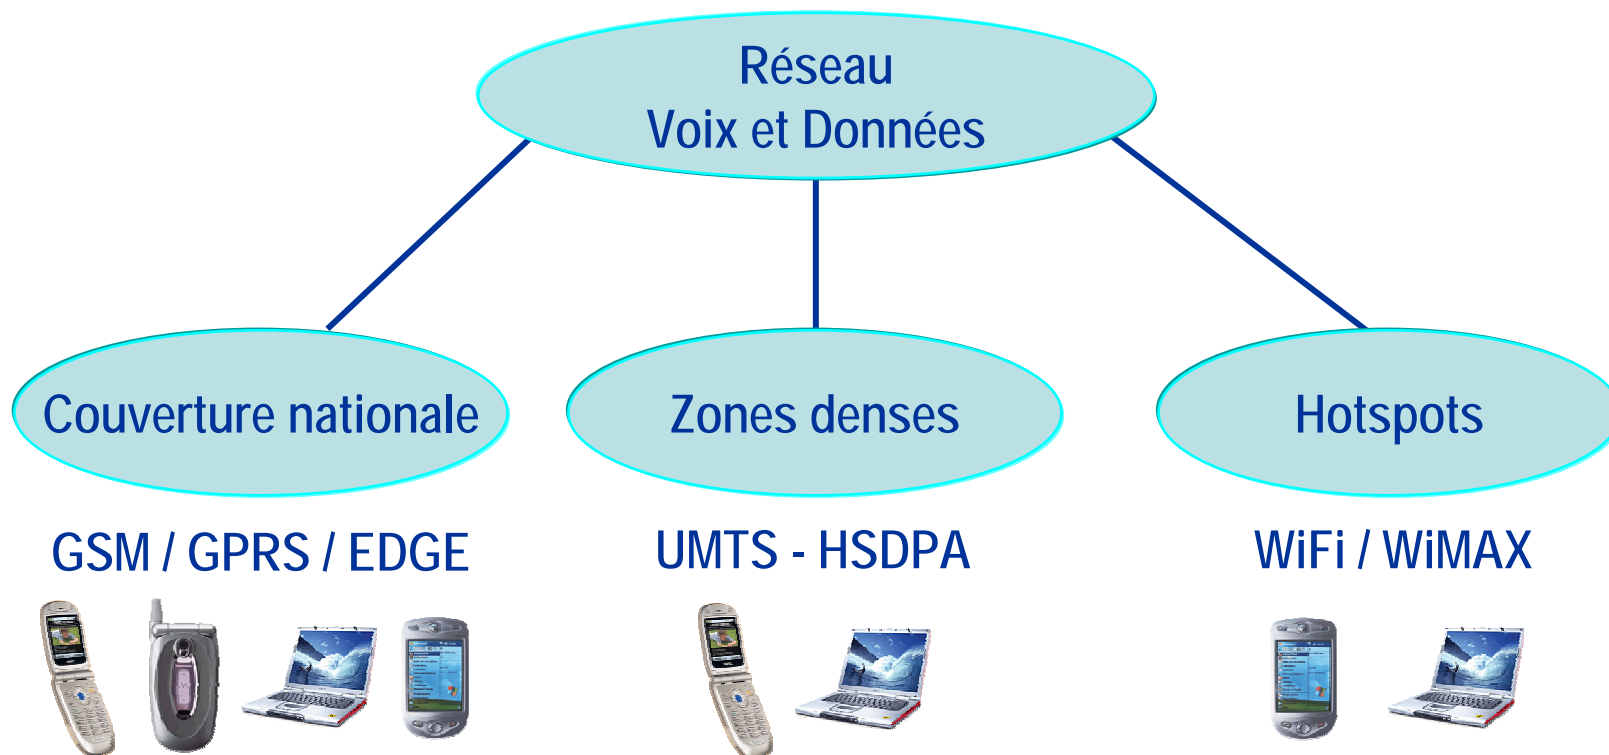 Réseau
Voix et Données
Couverture nationale
Zones denses
Hotspots
GSM / GPRS / EDGE
UMTS - HSDPA
WiFi / WiMAX